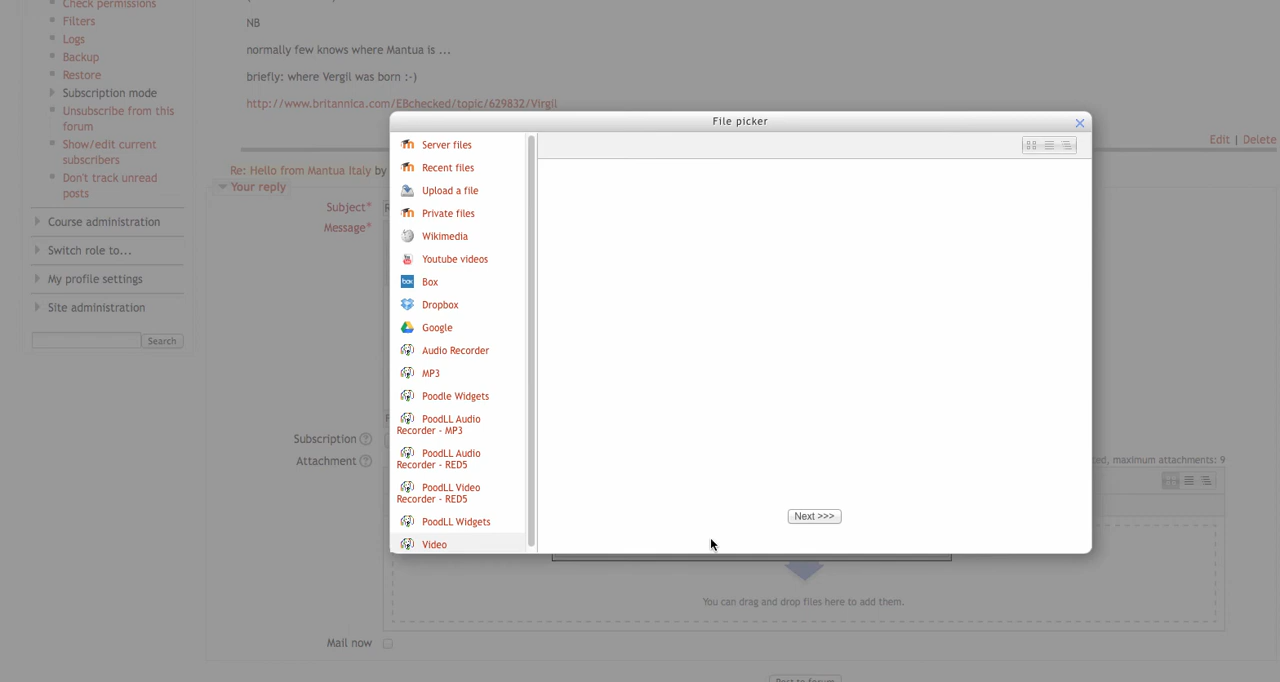 Check permissions
Filters
Logs
Backup
Restore
Subscription mode
Unsubscribe from this
forum
Show/edit current
subscribers
Don't track unread
posts
Course administration
Switch role to...
My profile settings
Site administration
Search
NB
normally few knows where Mantua is ...
briefly: where Vergil was born :-)
http://www.britannica.com/EBchecked/topic/629832/Virgil
Edit | Delete
Re: Hello from Mantua Italy by
Your reply
Subject*
Message*
Subscription
Attachment
maximum attachments: 9
File picker
Server files
Recent files
Upload a file
Private files
Wikimedia
Youtube videos
Box
Dropbox
Google
Audio Recorder
MP3
Poodle Widgets
PoodLL Audio
Recorder - MP3
PoodLL Audio
Recorder - RED5
PoodLL Video
Recorder - RED5
PoodLL Widgets
Video
Next >>>
You can drag and drop files here to add them.
Mail now
Post to forum